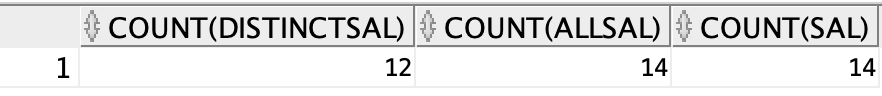 COUNT(DISTINCTSAL) COUNT(ALLSAL) COUNT(SAL)
1 12 14 14